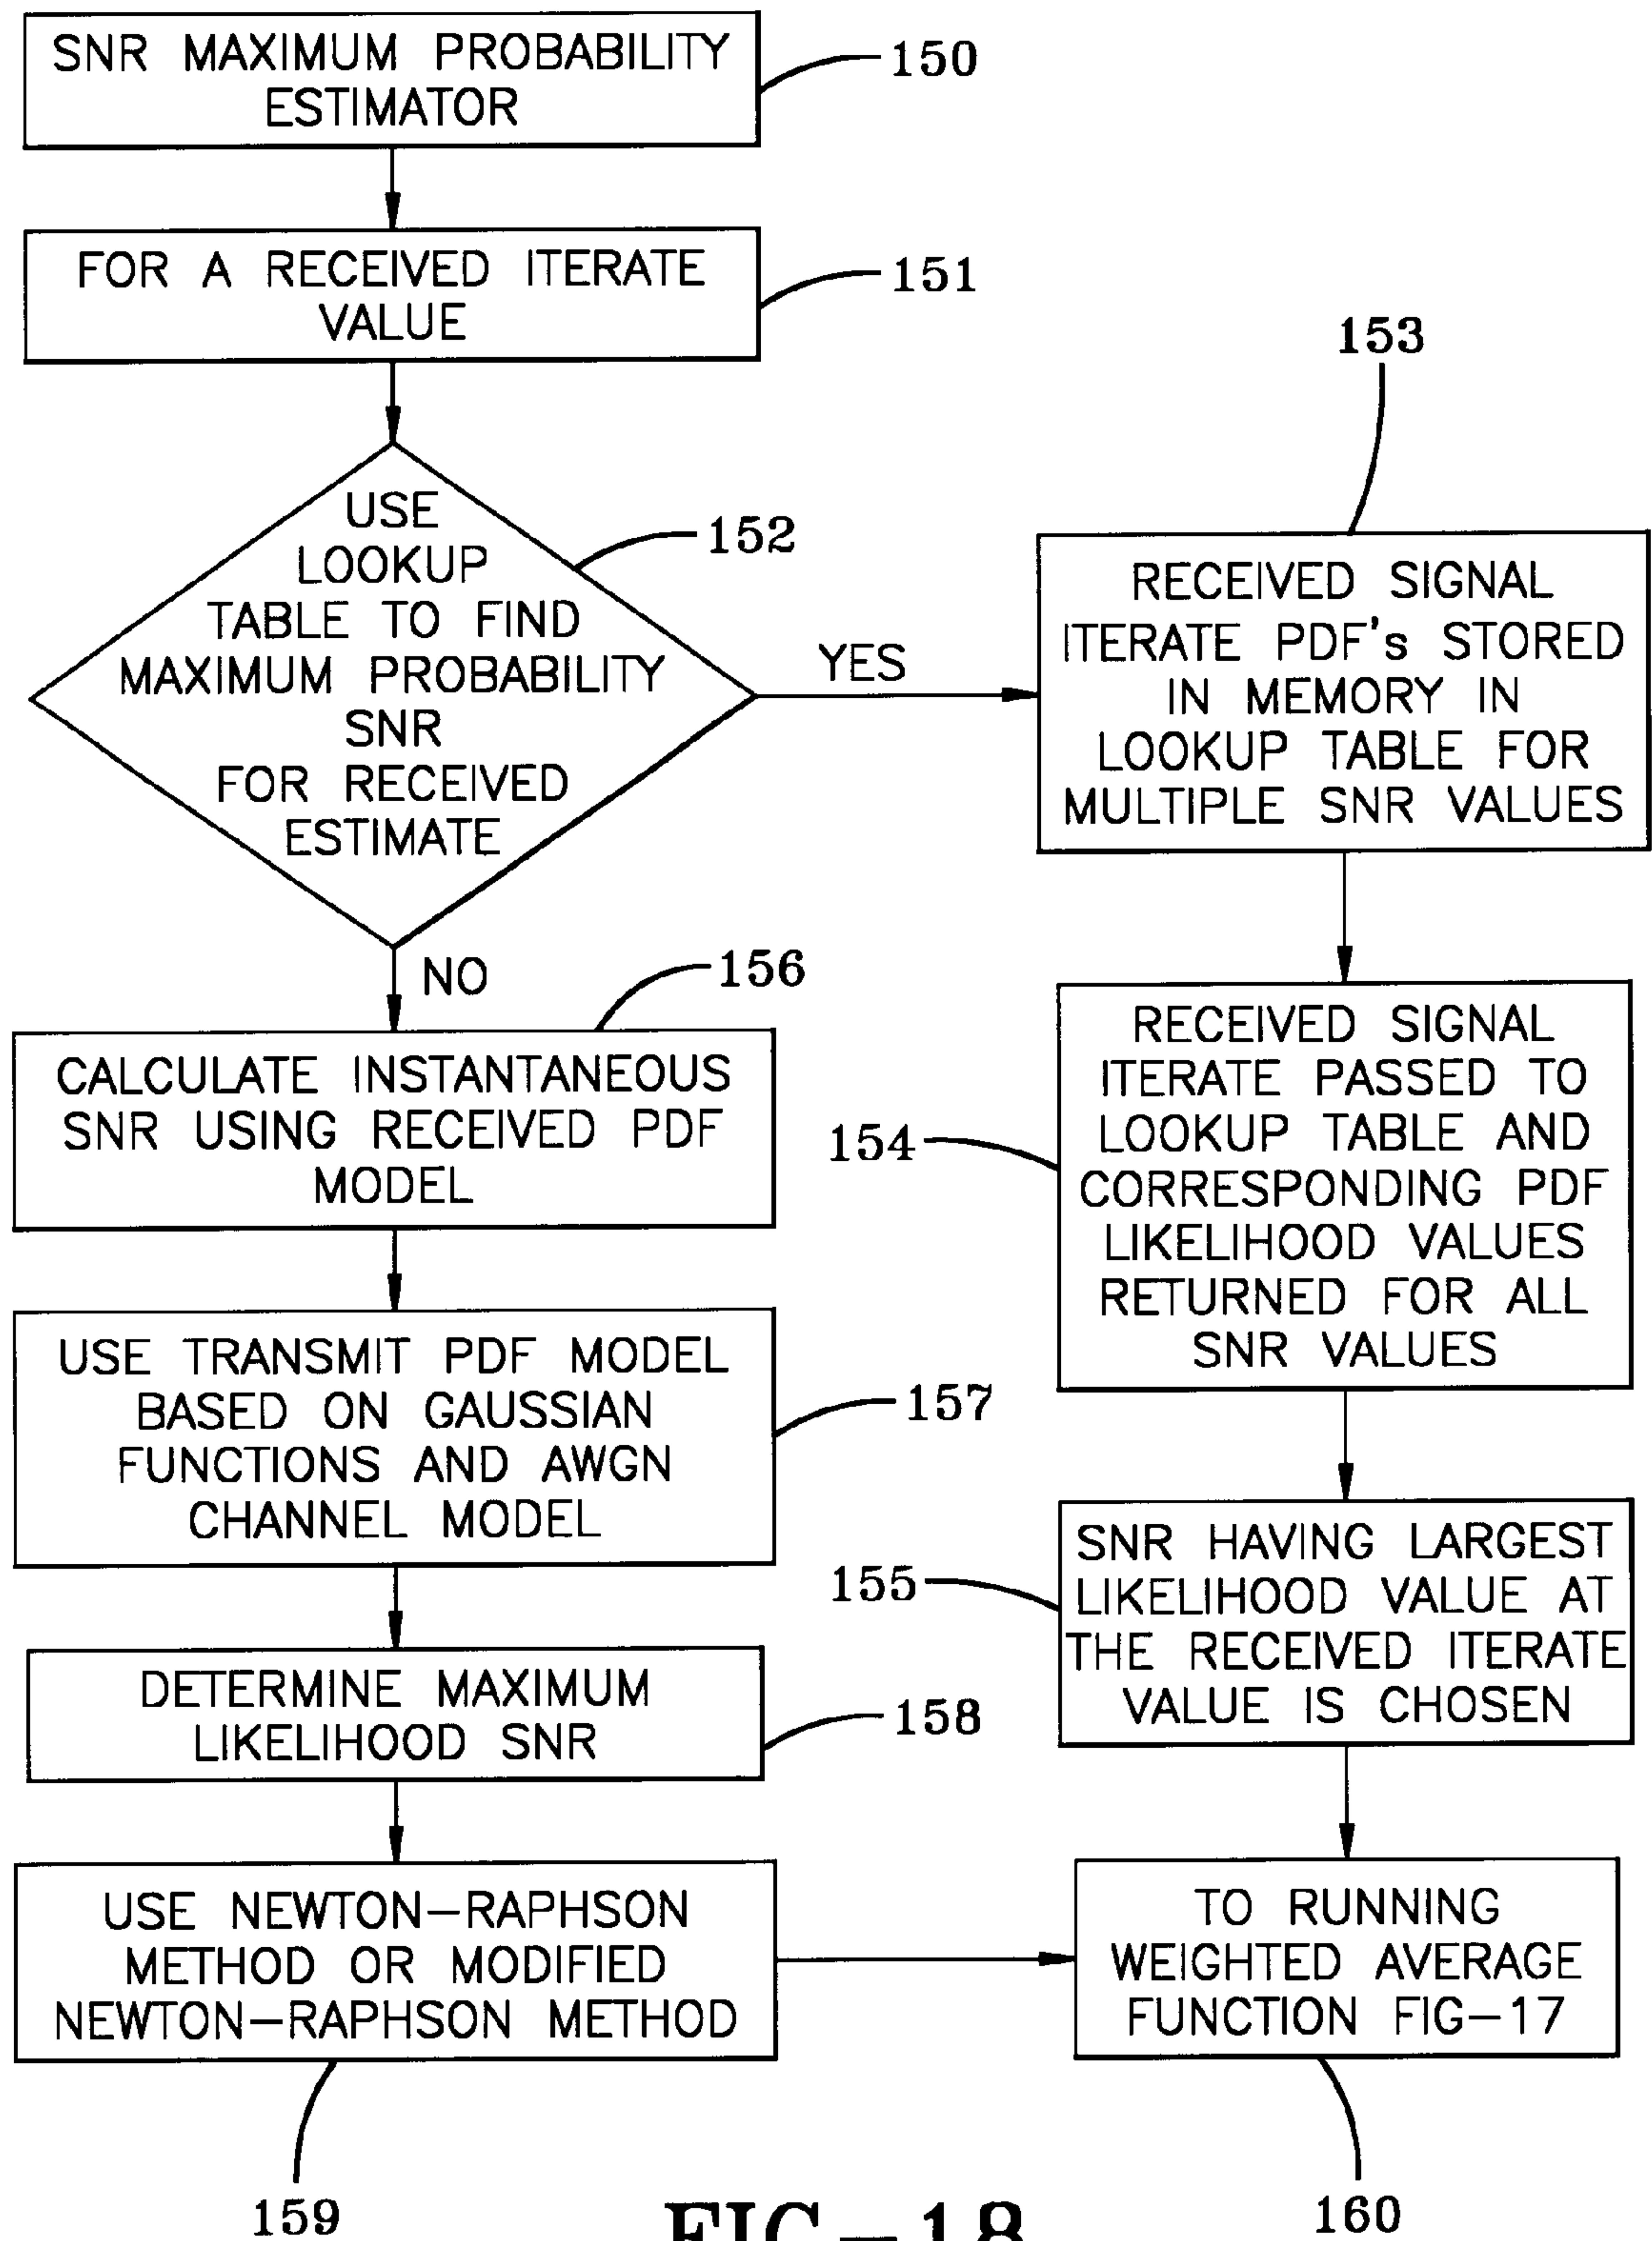 SNR MAXIMUM PROBABILITY
ESTIMATOR
150
FOR A RECEIVED ITERATE
VALUE
151
USE
LOOKUP
TABLE TO FIND
MAXIMUM PROBABILITY
SNR
FOR RECEIVED
ESTIMATE
152
YES
NO
153
RECEIVED SIGNAL
ITERATE PDF's STORED
IN MEMORY IN
LOOKUP TABLE FOR
MULTIPLE SNR VALUES
154
RECEIVED SIGNAL
ITERATE PASSED TO
LOOKUP TABLE AND
CORRESPONDING PDF
LIKELIHOOD VALUES
RETURNED FOR ALL
SNR VALUES
155
SNR HAVING LARGEST
LIKELIHOOD VALUE AT
THE RECEIVED ITERATE
VALUE IS CHOSEN
156
CALCULATE INSTANTANEOUS
SNR USING RECEIVED PDF
MODEL
USE TRANSMIT PDF MODEL
BASED ON GAUSSIAN
FUNCTIONS AND AWGN
CHANNEL MODEL
157
DETERMINE MAXIMUM
LIKELIHOOD SNR
158
USE NEWTON-RAPHSON
METHOD OR MODIFIED
NEWTON-RAPHSON METHOD
159
TO RUNNING
WEIGHTED AVERAGE
FUNCTION FIG-17
160
FIG-18